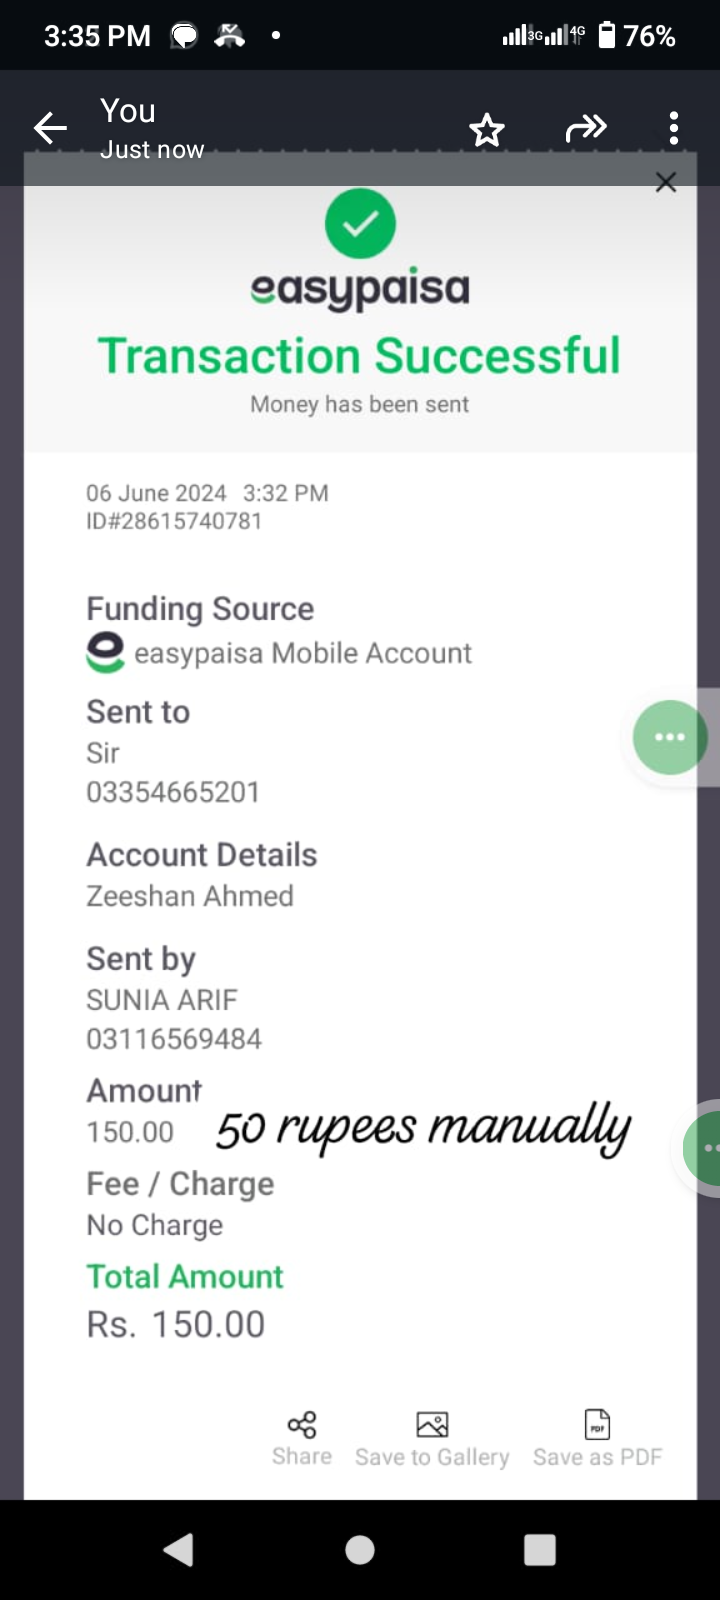 3:35 PM 3G 4G 76%
You
Just now
easypaisa
Transaction Successful
Money has been sent
06 June 2024 3:32 PM
ID#28615740781
Funding Source
easypaisa Mobile Account
Sent to
Sir
03354665201
Account Details
Zeeshan Ahmed
Sent by
SUNIA ARIF
03116569484
Amount
150.00 50 rupees manually
Fee / Charge
No Charge
Total Amount
Rs. 150.00
PDF
Share Save to Gallery Save as PDF